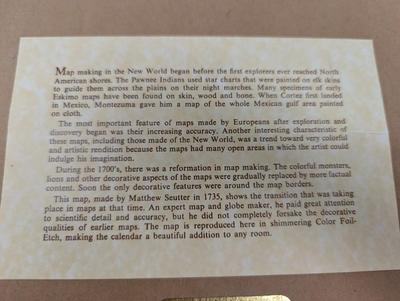 Map making in the New World began before the first explorers ever reached North
American shores. The Pawnee Indians used star charts that were painted on elk skins
to guide them across the plains on their night marches. Many specimens of early
Eskimo maps have been found on skin, wood and bone. When Cortez first landed
in Mexico, Montezuma gave him a map of the whole Mexican gulf area painted
on cloth.
The most important feature of maps made by Europeans after exploration and
discovery began was their increasing accuracy. Another interesting characteristic of
these maps, including those made of the New World, was a trend toward very colorful
and artistic rendition because the maps had many open areas in which the artist could
indulge his imagination.
During the 1700's, there was a reformation in map making. The colorful monsters,
lions and other decorative aspects of the maps were gradually replaced by more factual
content. Soon the only decorative features were around the map borders.
This map, made by Matthew Seutter in 1735, shows the transition that was taking
place in maps at that time. An expert map and globe maker, he paid great attention
to scientific detail and accuracy, but he did not completely forsake the decorative
qualities of earlier maps. The map is reproduced here in shimmering Color Foil-
Etch, making the calendar a beautiful addition to any room.